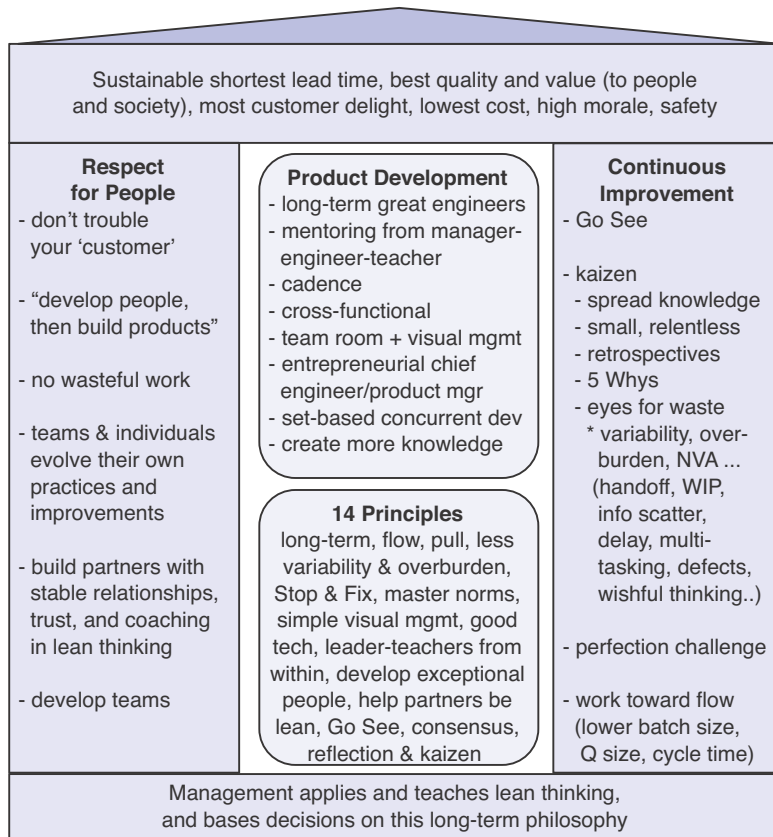 Sustainable shortest lead time, best quality and value (to people
and society), most customer delight, lowest cost, high morale, safety
Respect
for People
- don’t trouble
your ‘customer’
- “develop people,
then build products”
- no wasteful work
- teams & individuals
evolve their own
practices and
improvements
- build partners with
stable relationships,
trust, and coaching
in lean thinking
- develop teams
Product Development
- long-term great engineers
- mentoring from manager-
engineer-teacher
- cadence
- cross-functional
- team room + visual mgmt
- entrepreneurial chief
engineer/product mgr
- set-based concurrent dev
- create more knowledge
14 Principles
long-term, flow, pull, less
variability & overburden,
Stop & Fix, master norms,
simple visual mgmt, good
tech, leader-teachers from
within, develop exceptional
people, help partners be
lean, Go See, consensus,
reflection & kaizen
Continuous
Improvement
- Go See
- kaizen
- spread knowledge
- small, relentless
- retrospectives
- 5 Whys
- eyes for waste
* variability, over-
burden, NVA ...
(handoff, WIP,
info scatter,
delay, multi-
tasking, defects,
wishful thinking..)
- perfection challenge
- work toward flow
(lower batch size,
Q size, cycle time)
Management applies and teaches lean thinking,
and bases decisions on this long-term philosophy